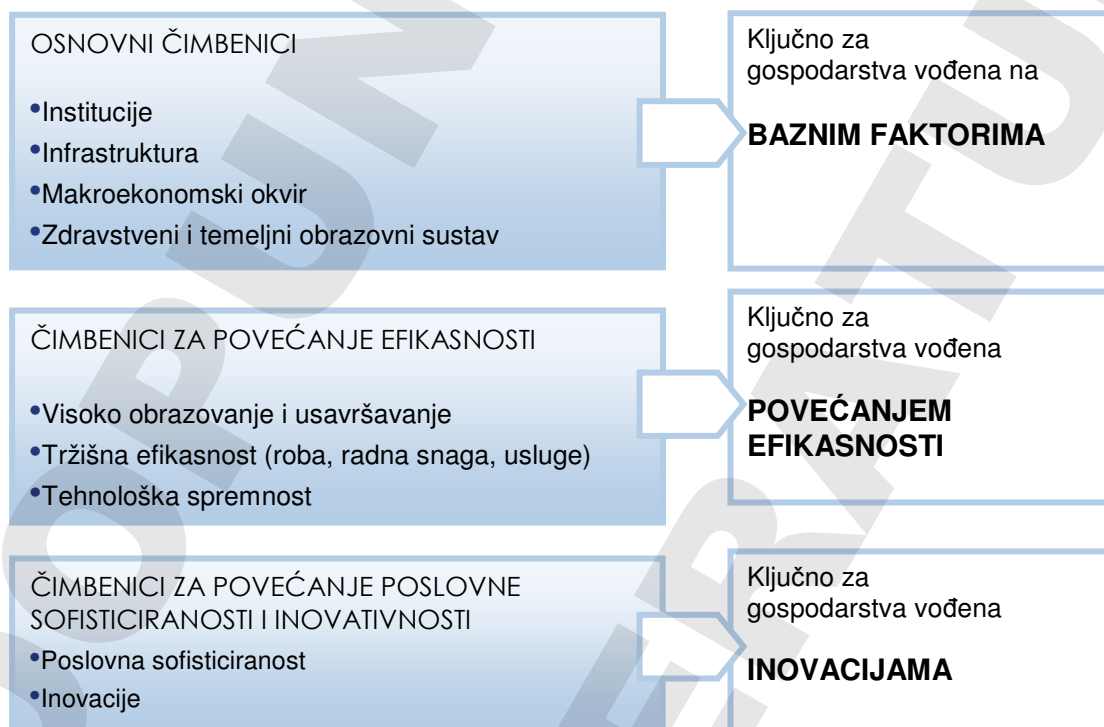 OSNOVNI ČIMBENICI
•Institucije
•Infrastruktura
•Makroekonomski okvir
•Zdravstveni i temeljni obrazovni sustav
Ključno za
gospodarstva vođena na
BAZNIM FAKTORIMA
ČIMBENICI ZA POVEĆANJE EFIKASNOSTI
•Visoko obrazovanje i usavršavanje
•Tržišna efikasnost (roba, radna snaga, usluge)
•Tehnološka spremnost
Ključno za
gospodarstva vođena
POVEĆANJEM
EFIKASNOSTI
ČIMBENICI ZA POVEĆANJE POSLOVNE
SOFISTICIRANOSTI I INOVATIVNOSTI
•Poslovna sofisticiranost
•Inovacije
Ključno za
gospodarstva vođena
INOVACIJAMA